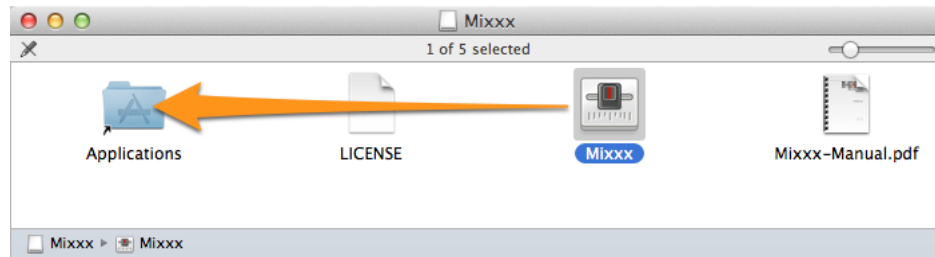 Mixxx
1 of 5 selected
Applications
LICENSE
Mixxx
Mixxx-Manual.pdf
Mixxx ▸ Mixxx